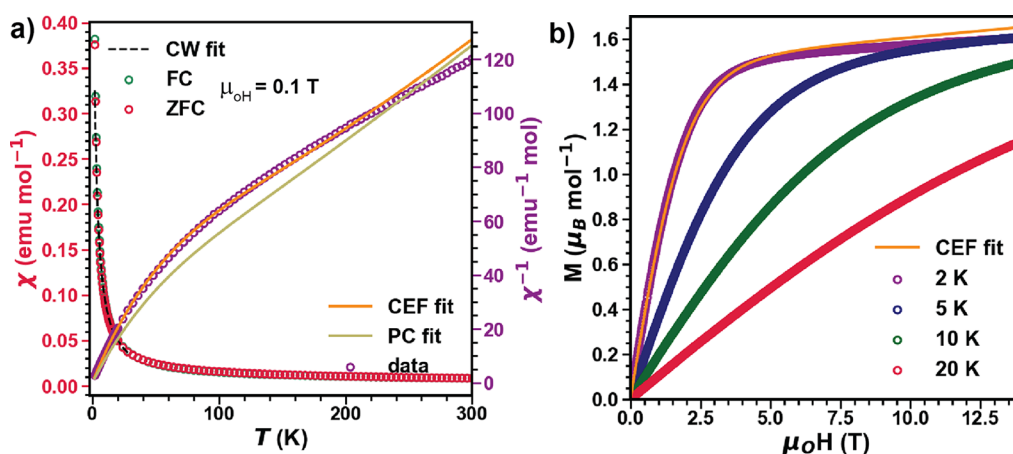 a)
0.40
0.35
0.30
0.25
0.20
0.15
0.10
0.05
0.00
χ (emu mol⁻¹)
CW fit
FC
ZFC
μₒH = 0.1 T
CEF fit
PC fit
data
120
100
80
60
40
20
0
χ⁻¹ (emu⁻¹ mol)
0
100
200
300
T (K)
b)
1.6
1.4
1.2
1.0
0.8
0.6
0.4
0.2
0.0
M (μ_B mol⁻¹)
CEF fit
2 K
5 K
10 K
20 K
0.0
2.5
5.0
7.5
10.0
12.5
μ₀H (T)